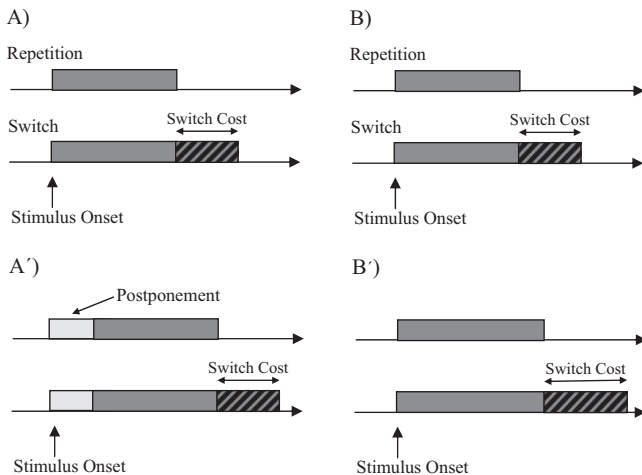 A)
Repetition
Switch Cost
Switch
Stimulus Onset
B)
Repetition
Switch Cost
Switch
Stimulus Onset
A´)
Postponement
Switch Cost
Stimulus Onset
B´)
Switch Cost
Stimulus Onset